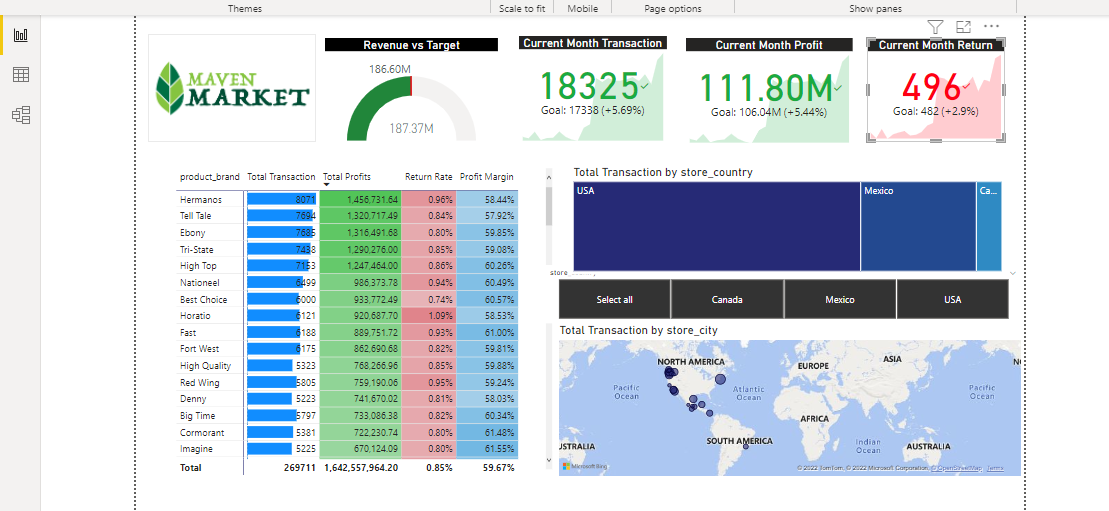 Themes Scale to fit Mobile Page options Show panes
MAVEN
MARKET
Revenue vs Target
186.60M
187.37M
Current Month Transaction
18325
Goal: 17338 (+5.69%)
Current Month Profit
111.80M
Goal: 106.04M (+5.44%)
Current Month Return
496
Goal: 482 (+2.9%)
product_brand Total Transaction Total Profits Return Rate Profit Margin
Hermanos 8071 1,456,731.64 0.96% 58.44%
Tell Tale 7694 1,320,717.49 0.84% 57.92%
Ebony 7685 1,316,491.68 0.80% 59.85%
Tri-State 7438 1,290,276.00 0.85% 59.08%
High Top 7153 1,247,464.00 0.86% 60.26%
Nationeel 6499 986,373.78 0.94% 60.49%
Best Choice 6000 933,772.49 0.74% 60.57%
Horatio 6121 920,687.70 1.09% 58.53%
Fast 6188 889,751.72 0.93% 61.00%
Fort West 6175 862,690.68 0.82% 59.81%
High Quality 5323 768,266.96 0.85% 59.88%
Red Wing 5805 759,190.06 0.95% 59.24%
Denny 5223 741,670.02 0.81% 58.03%
Big Time 5797 733,086.38 0.82% 60.34%
Cormorant 5381 722,230.74 0.80% 61.48%
Imagine 5225 670,124.09 0.80% 61.55%
Total 269711 1,642,557,964.20 0.85% 59.67%
Total Transaction by store_country
USA
Mexico
Ca...
Select all Canada Mexico USA
Total Transaction by store_city
NORTH AMERICA
EUROPE
ASIA
Pacific
Ocean
Atlantic
Ocean
Pacific
Ocean
AFRICA
SOUTH AMERICA
Indian
Ocean
USTRALIA
AUSTRALIA
Microsoft Bing
© 2022 TomTom, © 2022 Microsoft Corporation, © OpenStreetMap Terms